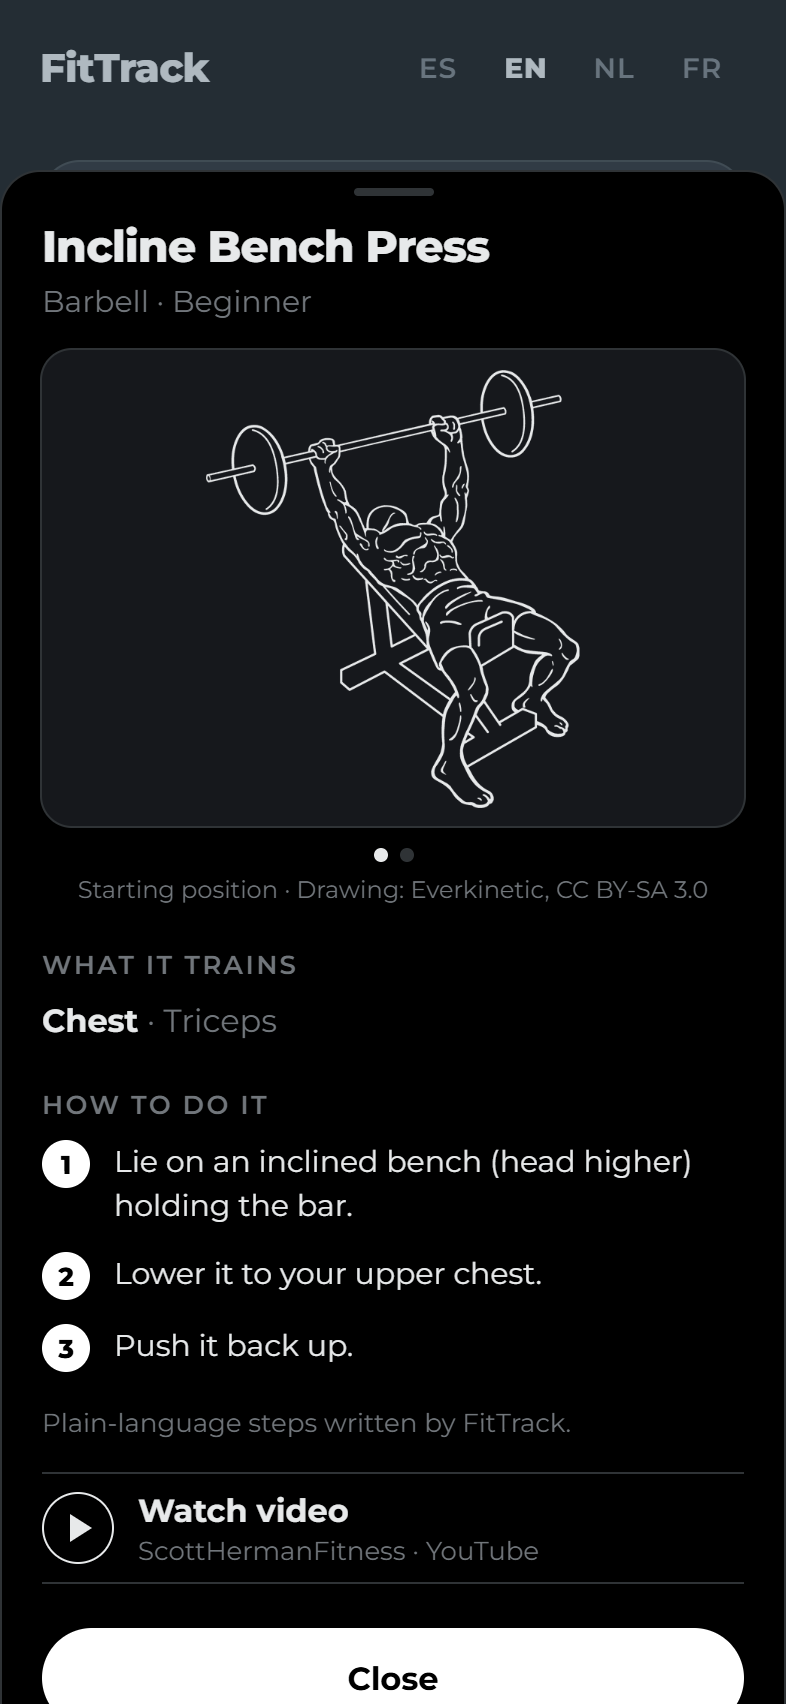 FitTrack ES EN NL FR
Incline Bench Press
Barbell · Beginner
Starting position · Drawing: Everkinetic, CC BY-SA 3.0
WHAT IT TRAINS
Chest · Triceps
HOW TO DO IT
1 Lie on an inclined bench (head higher)
holding the bar.
2 Lower it to your upper chest.
3 Push it back up.
Plain-language steps written by FitTrack.
Watch video
ScottHermanFitness · YouTube
Close